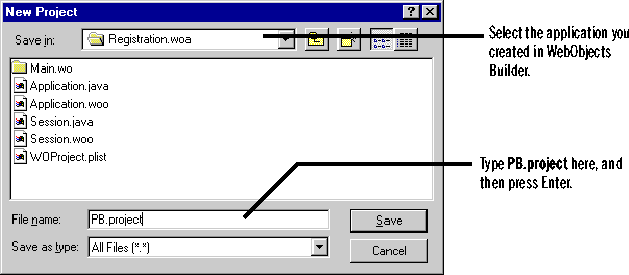 New Project
Save in:
Registration.woa
Main.wo
Application.java
Application.woo
Session.java
Session.woo
WOProject.plist
File name:
PB.project
Save
Save as type:
All Files (*.*)
Cancel
Select the application you
created in WebObjects
Builder.
Type PB.project here, and
then press Enter.